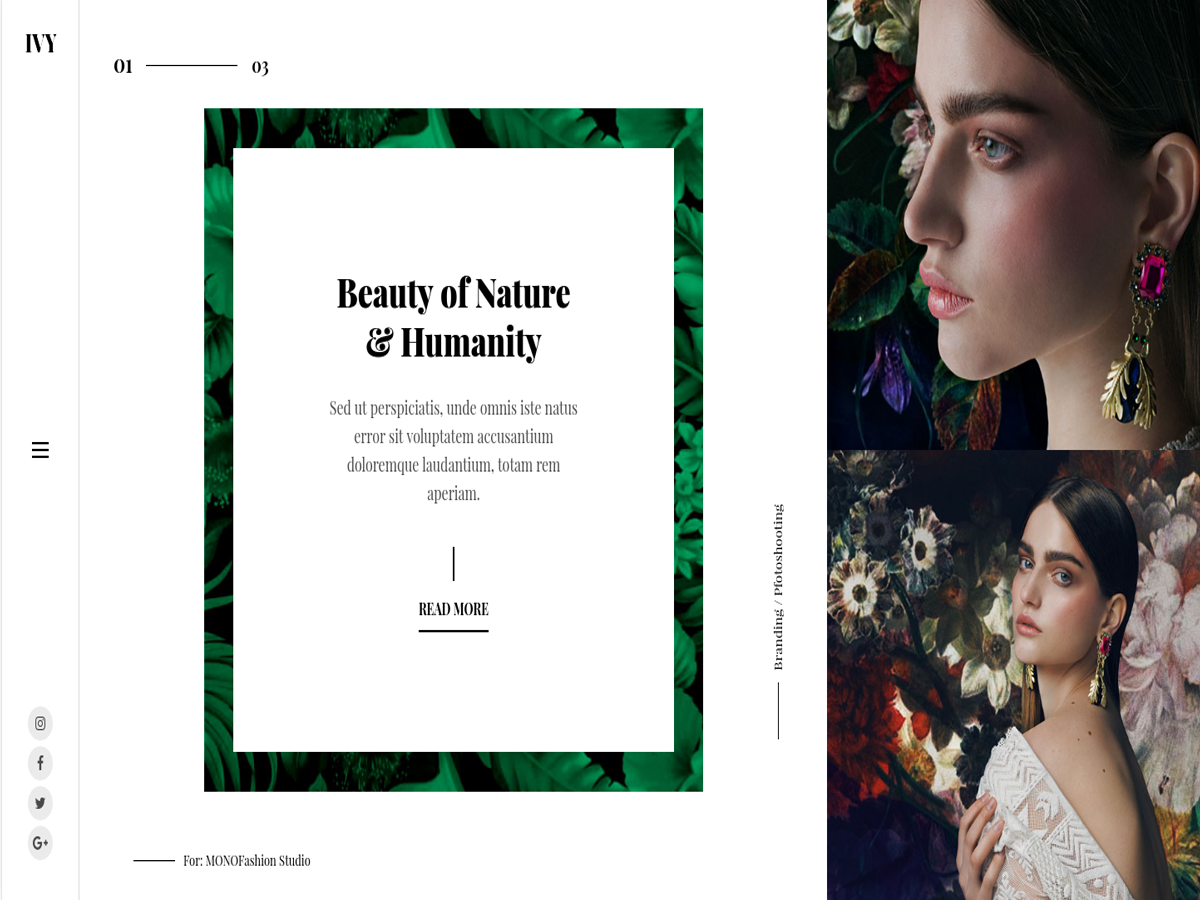 IVY
01
03
Beauty of Nature
& Humanity
Sed ut perspiciatis, unde omnis iste natus
error sit voluptatem accusantium
doloremque laudantium, totam rem
aperiam.
READ MORE
Branding / Pfotoshooting
G+
For: MONOFashion Studio